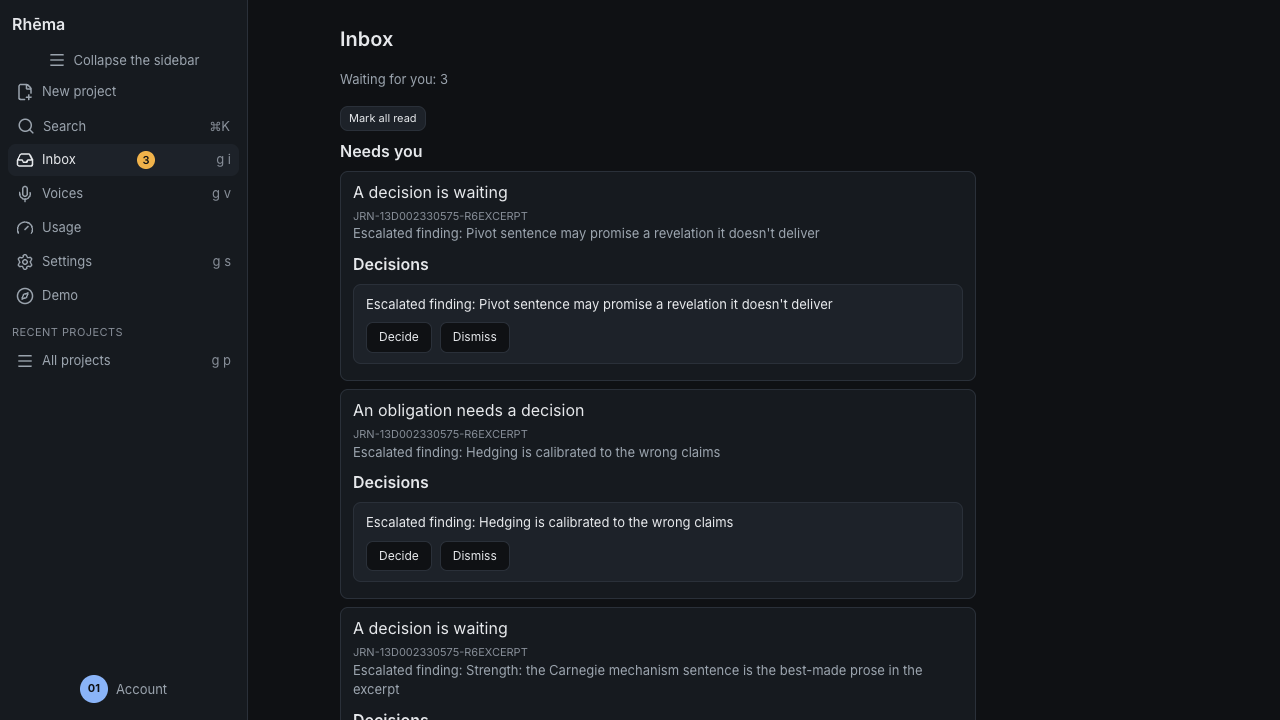 Rhēma
Collapse the sidebar
New project
Search ⌘K
Inbox 3 g i
Voices g v
Usage
Settings g s
Demo
RECENT PROJECTS
All projects g p
01 Account
Inbox
Waiting for you: 3
Mark all read
Needs you
A decision is waiting
JRN-13D002330575-R6EXCERPT
Escalated finding: Pivot sentence may promise a revelation it doesn't deliver
Decisions
Escalated finding: Pivot sentence may promise a revelation it doesn't deliver
Decide Dismiss
An obligation needs a decision
JRN-13D002330575-R6EXCERPT
Escalated finding: Hedging is calibrated to the wrong claims
Decisions
Escalated finding: Hedging is calibrated to the wrong claims
Decide Dismiss
A decision is waiting
JRN-13D002330575-R6EXCERPT
Escalated finding: Strength: the Carnegie mechanism sentence is the best-made prose in the
excerpt
Decisions